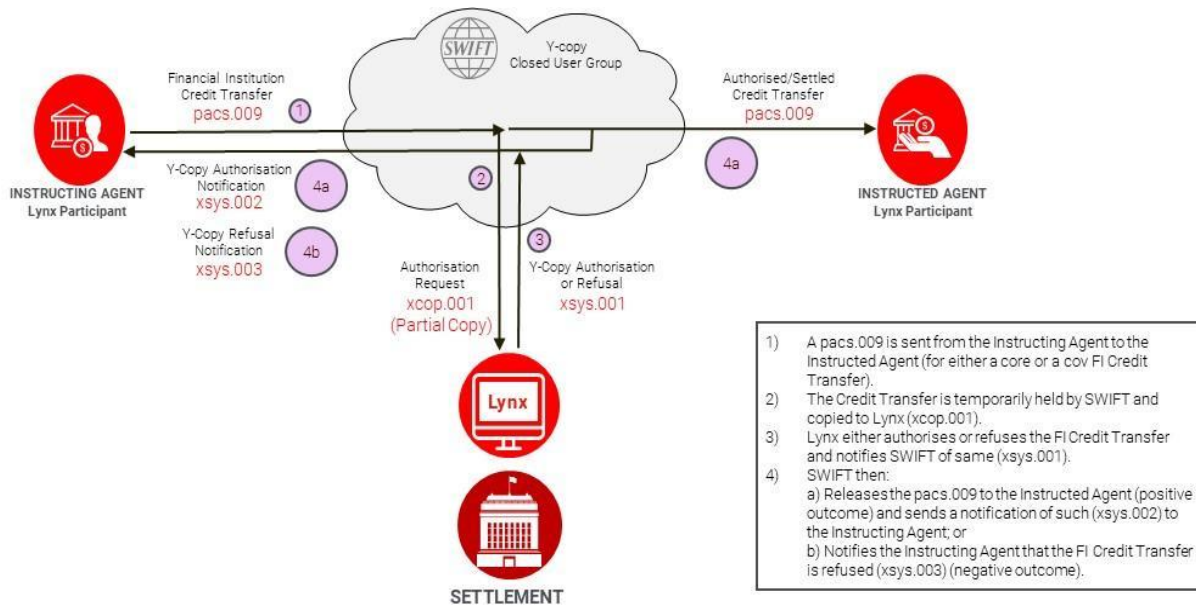 SWIFT
Y-copy
Closed User Group
Financial Institution
Credit Transfer
pacs.009
1
Authorised/Settled
Credit Transfer
pacs.009
4a
INSTRUCTING AGENT
Lynx Participant
INSTRUCTED AGENT
Lynx Participant
Y-Copy Authorisation
Notification
xsys.002
4a
Y-Copy Refusal
Notification
xsys.003
4b
2
3
Authorisation
Request
xcop.001
(Partial Copy)
Y-Copy Authorisation
or Refusal
xsys.001
Lynx
SETTLEMENT
1) A pacs.009 is sent from the Instructing Agent to the
Instructed Agent (for either a core or a cov FI Credit
Transfer).
2) The Credit Transfer is temporarily held by SWIFT and
copied to Lynx (xcop.001).
3) Lynx either authorises or refuses the FI Credit Transfer
and notifies SWIFT of same (xsys.001).
4) SWIFT then:
a) Releases the pacs.009 to the Instructed Agent (positive
outcome) and sends a notification of such (xsys.002) to
the Instructing Agent; or
b) Notifies the Instructing Agent that the FI Credit Transfer
is refused (xsys.003) (negative outcome).